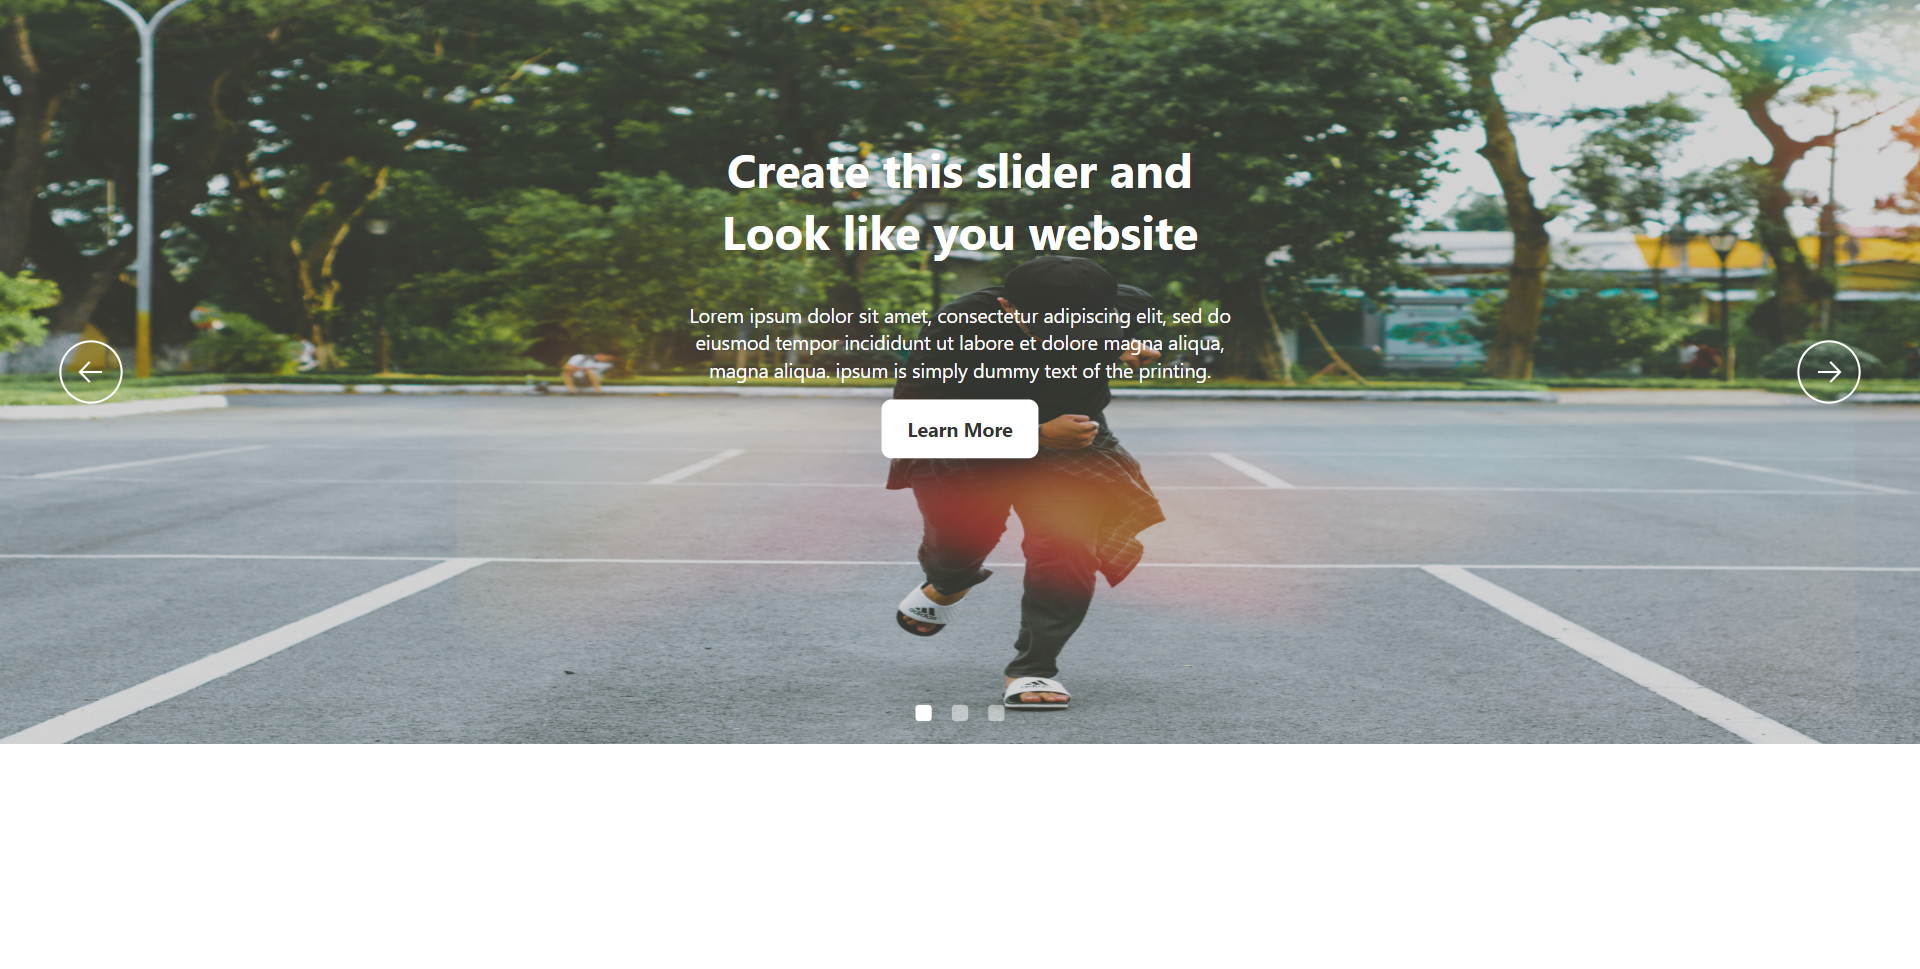 Create this slider and
Look like you website
Lorem ipsum dolor sit amet, consectetur adipiscing elit, sed do
eiusmod tempor incididunt ut labore et dolore magna aliqua,
magna aliqua. ipsum is simply dummy text of the printing.
Learn More